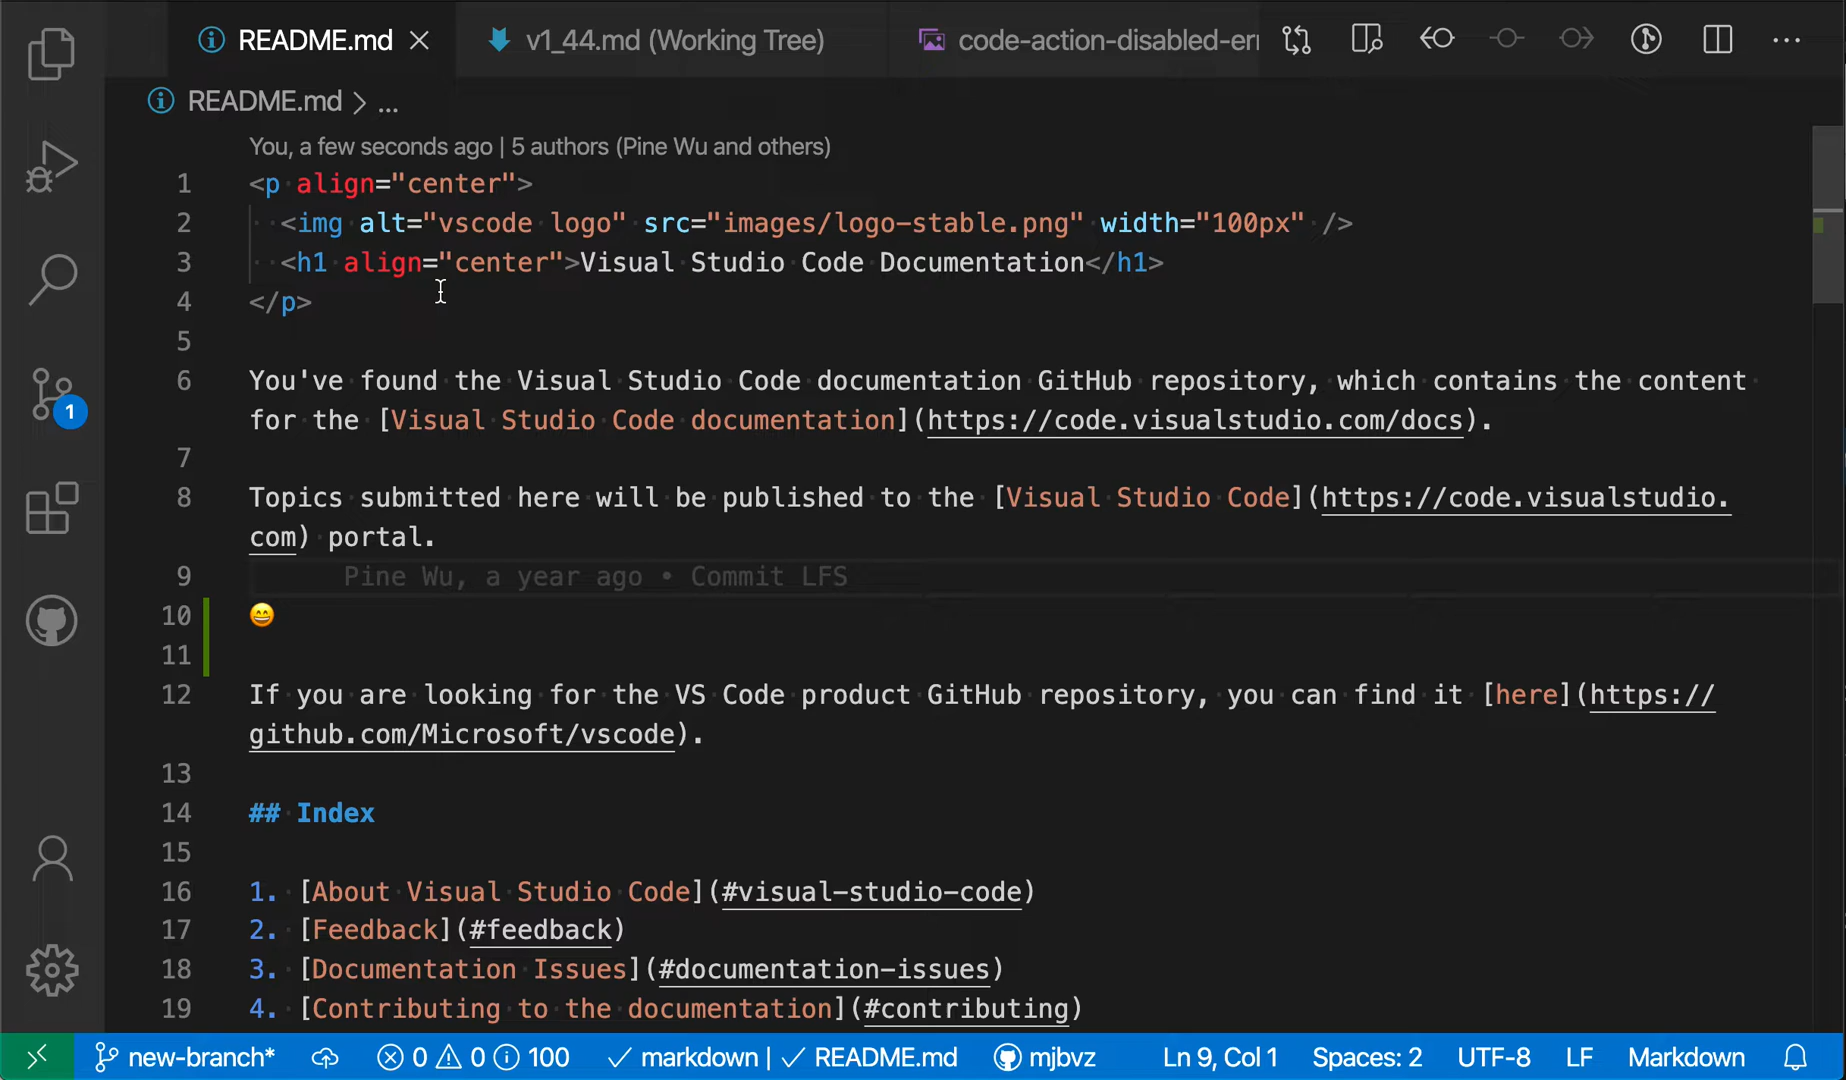 README.md
v1_44.md (Working Tree)
code-action-disabled-err
README.md > ...
You, a few seconds ago | 5 authors (Pine Wu and others)
1 <p align="center">
2 <img alt="vscode logo" src="images/logo-stable.png" width="100px" />
3 <h1 align="center">Visual Studio Code Documentation</h1>
4 </p>
5
6 You've found the Visual Studio Code documentation GitHub repository, which contains the content
for the [Visual Studio Code documentation](https://code.visualstudio.com/docs).
7
8 Topics submitted here will be published to the [Visual Studio Code](https://code.visualstudio.
com) portal.
9 Pine Wu, a year ago • Commit LFS
10 😄
11
12 If you are looking for the VS Code product GitHub repository, you can find it [here](https://
github.com/Microsoft/vscode).
13
14 ## Index
15
16 1. [About Visual Studio Code](#visual-studio-code)
17 2. [Feedback](#feedback)
18 3. [Documentation Issues](#documentation-issues)
19 4. [Contributing to the documentation](#contributing)
1
new-branch* 0 0 100 markdown | README.md mjbvz Ln 9, Col 1 Spaces: 2 UTF-8 LF Markdown